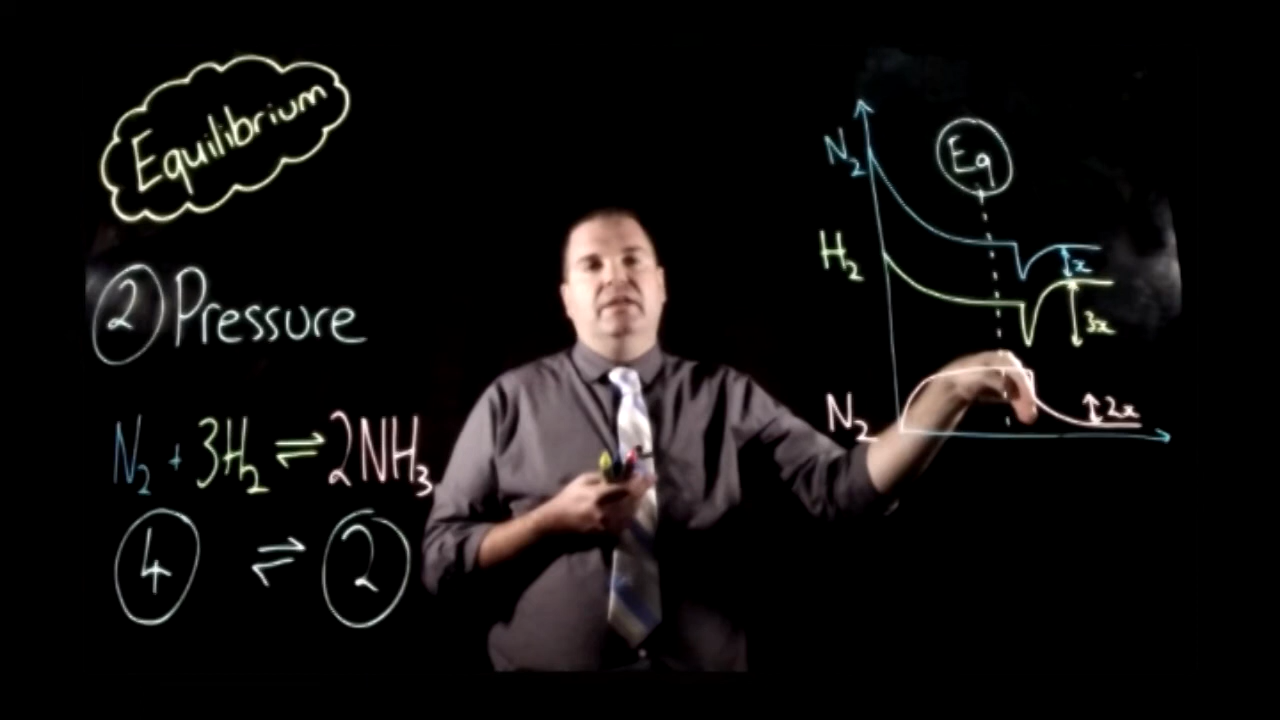 Equilibrium
2 Pressure
N₂ + 3H₂ ⇌ 2NH₃
4 ⇌ 2
N₂
Eq
H₂
x
3x
N₂
2x